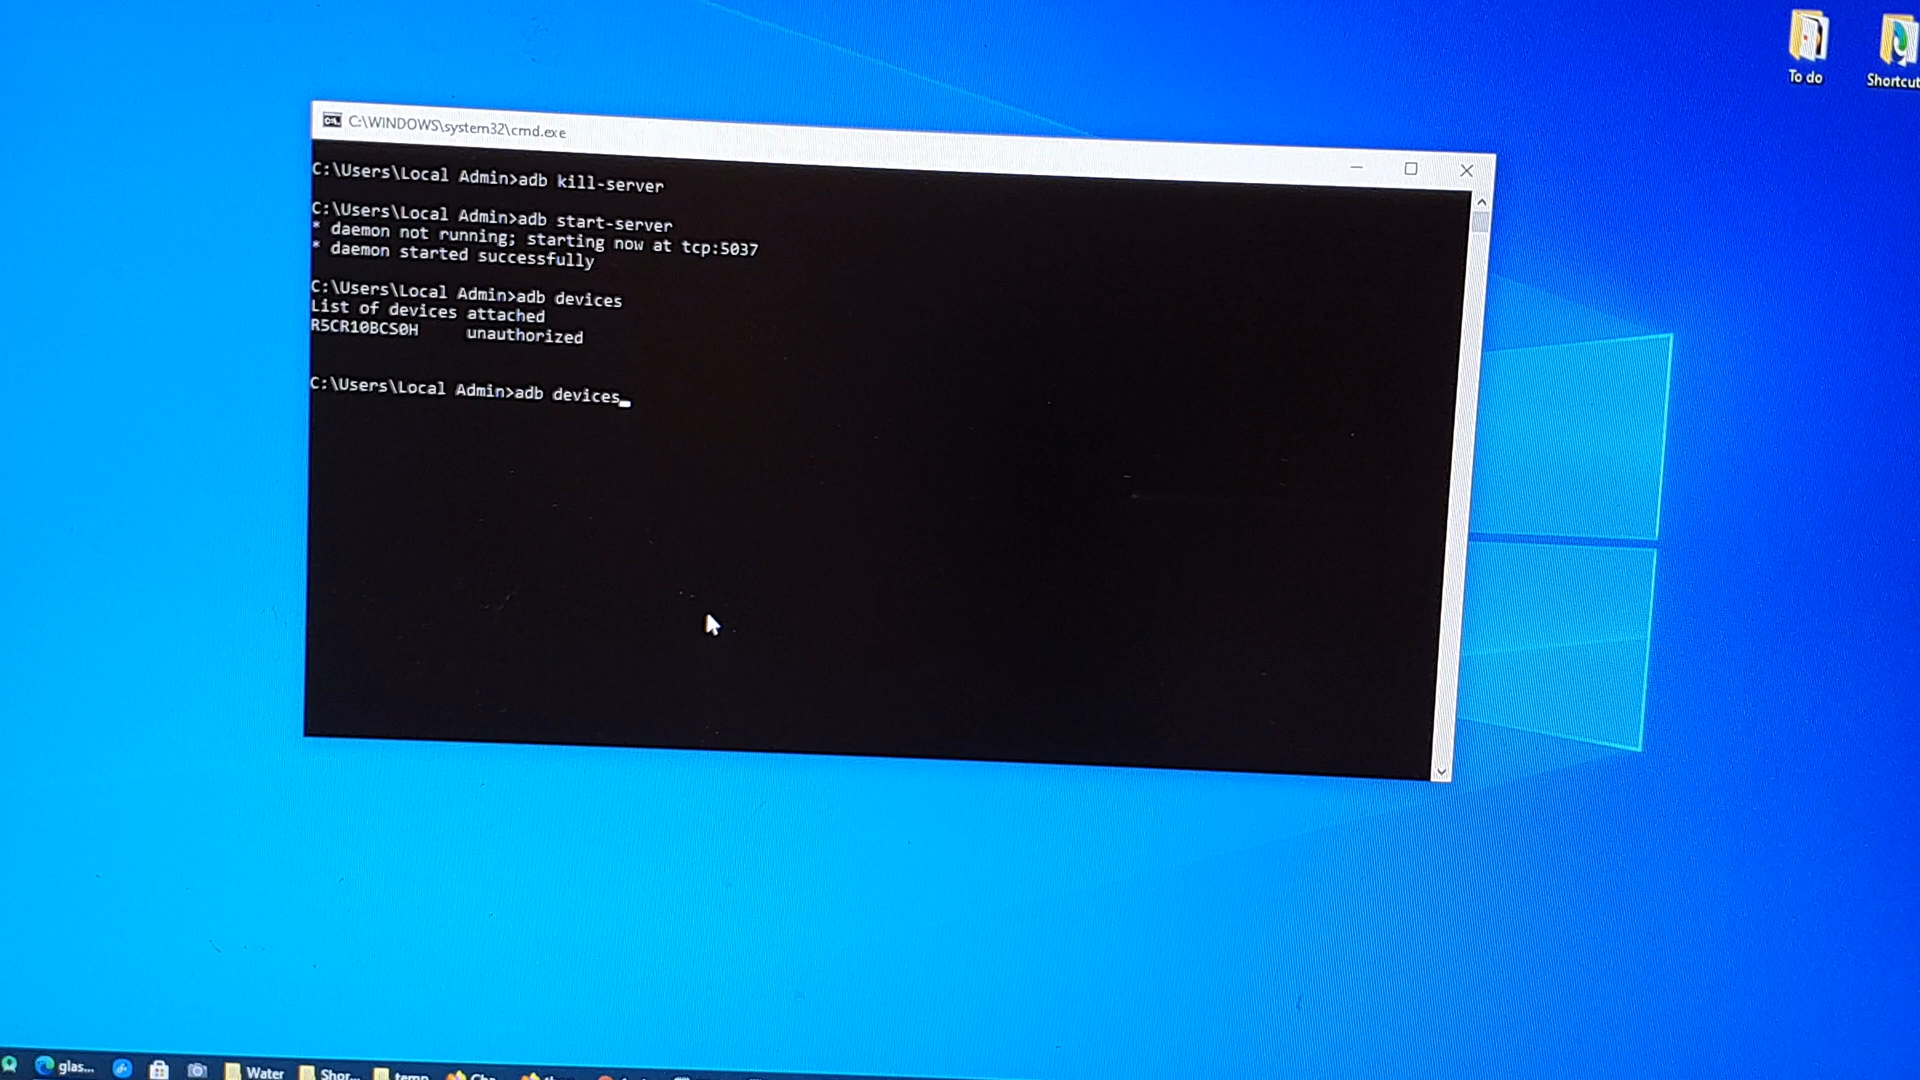 To do
Shortcut
C:\WINDOWS\system32\cmd.exe
C:\Users\Local Admin>adb kill-server
C:\Users\Local Admin>adb start-server
* daemon not running; starting now at tcp:5037
* daemon started successfully
C:\Users\Local Admin>adb devices
List of devices attached
R5CR10BCS0H unauthorized
C:\Users\Local Admin>adb devices_
glas...
Water
Shor...
temp